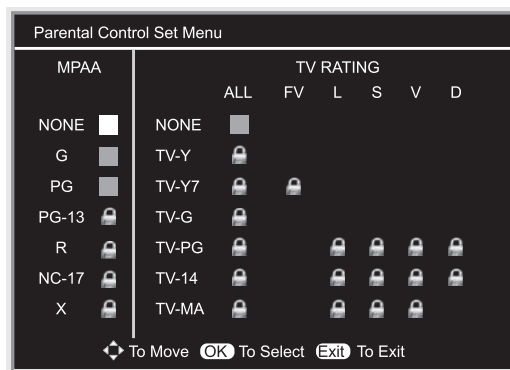 Parental Control Set Menu
MPAA TV RATING
ALL FV L S V D
NONE NONE
G TV-Y
PG TV-Y7
PG-13 TV-G
R TV-PG
NC-17 TV-14
X TV-MA
To Move OK To Select Exit To Exit